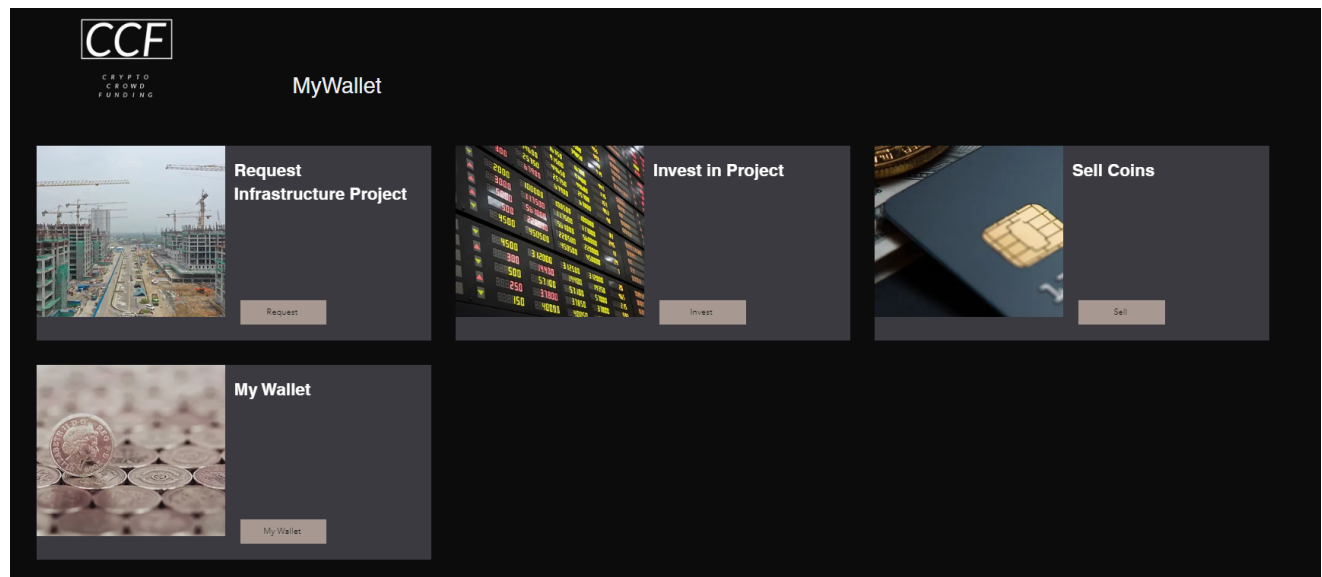 CCF
CRYPTO
CROWD
FUNDING
MyWallet
Request
Infrastructure Project
Request
Invest in Project
Invest
Sell Coins
Sell
My Wallet
My Wallet